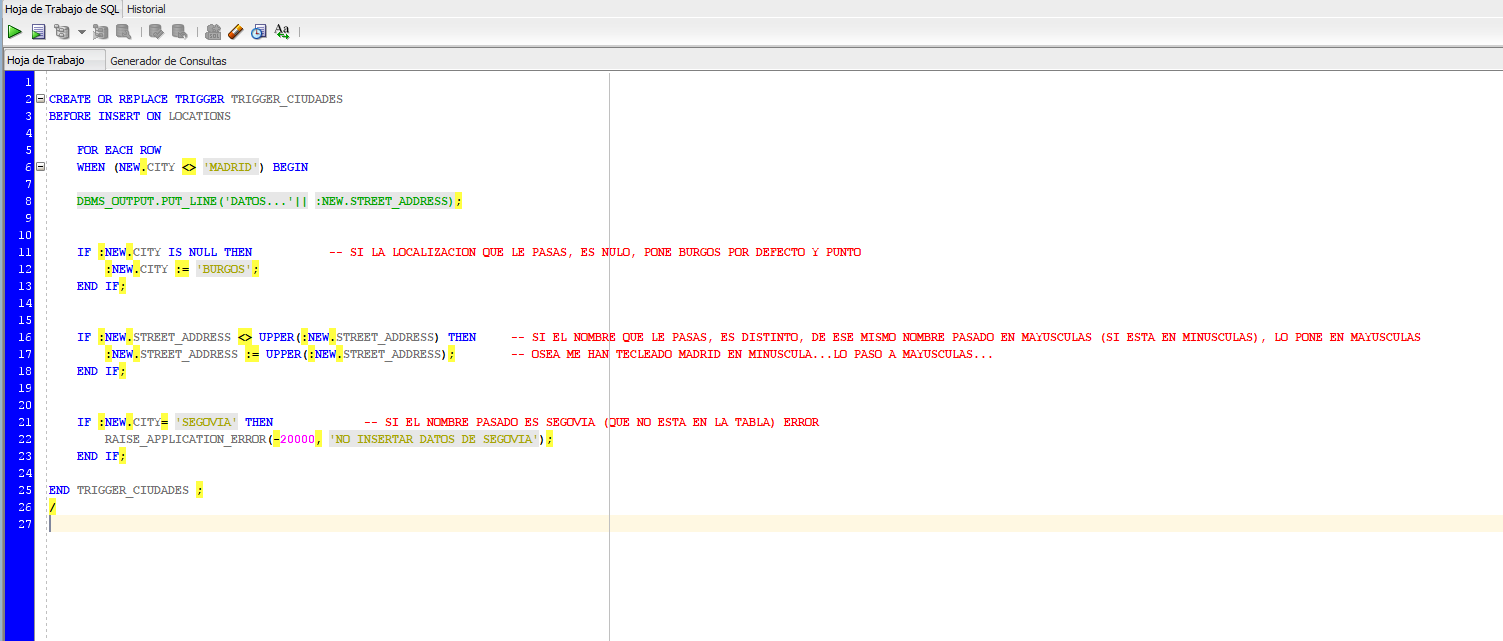 Hoja de Trabajo de SQL Historial
Aa
Hoja de Trabajo Generador de Consultas
1
2 CREATE OR REPLACE TRIGGER TRIGGER_CIUDADES
3 BEFORE INSERT ON LOCATIONS
4
5 FOR EACH ROW
6 WHEN (NEW.CITY <> 'MADRID') BEGIN
7
8 DBMS_OUTPUT.PUT_LINE('DATOS...'|| :NEW.STREET_ADDRESS);
9
10
11 IF :NEW.CITY IS NULL THEN -- SI LA LOCALIZACION QUE LE PASAS, ES NULO, PONE BURGOS POR DEFECTO Y PUNTO
12 :NEW.CITY := 'BURGOS';
13 END IF;
14
15
16 IF :NEW.STREET_ADDRESS <> UPPER(:NEW.STREET_ADDRESS) THEN -- SI EL NOMBRE QUE LE PASAS, ES DISTINTO, DE ESE MISMO NOMBRE PASADO EN MAYUSCULAS (SI ESTA EN MINUSCULAS), LO PONE EN MAYUSCULAS
17 :NEW.STREET_ADDRESS := UPPER(:NEW.STREET_ADDRESS); -- OSEA ME HAN TECLEADO MADRID EN MINUSCULA...LO PASO A MAYUSCULAS...
18 END IF;
19
20
21 IF :NEW.CITY= 'SEGOVIA' THEN -- SI EL NOMBRE PASADO ES SEGOVIA (QUE NO ESTA EN LA TABLA) ERROR
22 RAISE_APPLICATION_ERROR(-20000, 'NO INSERTAR DATOS DE SEGOVIA');
23 END IF;
24
25 END TRIGGER_CIUDADES ;
26 /
27